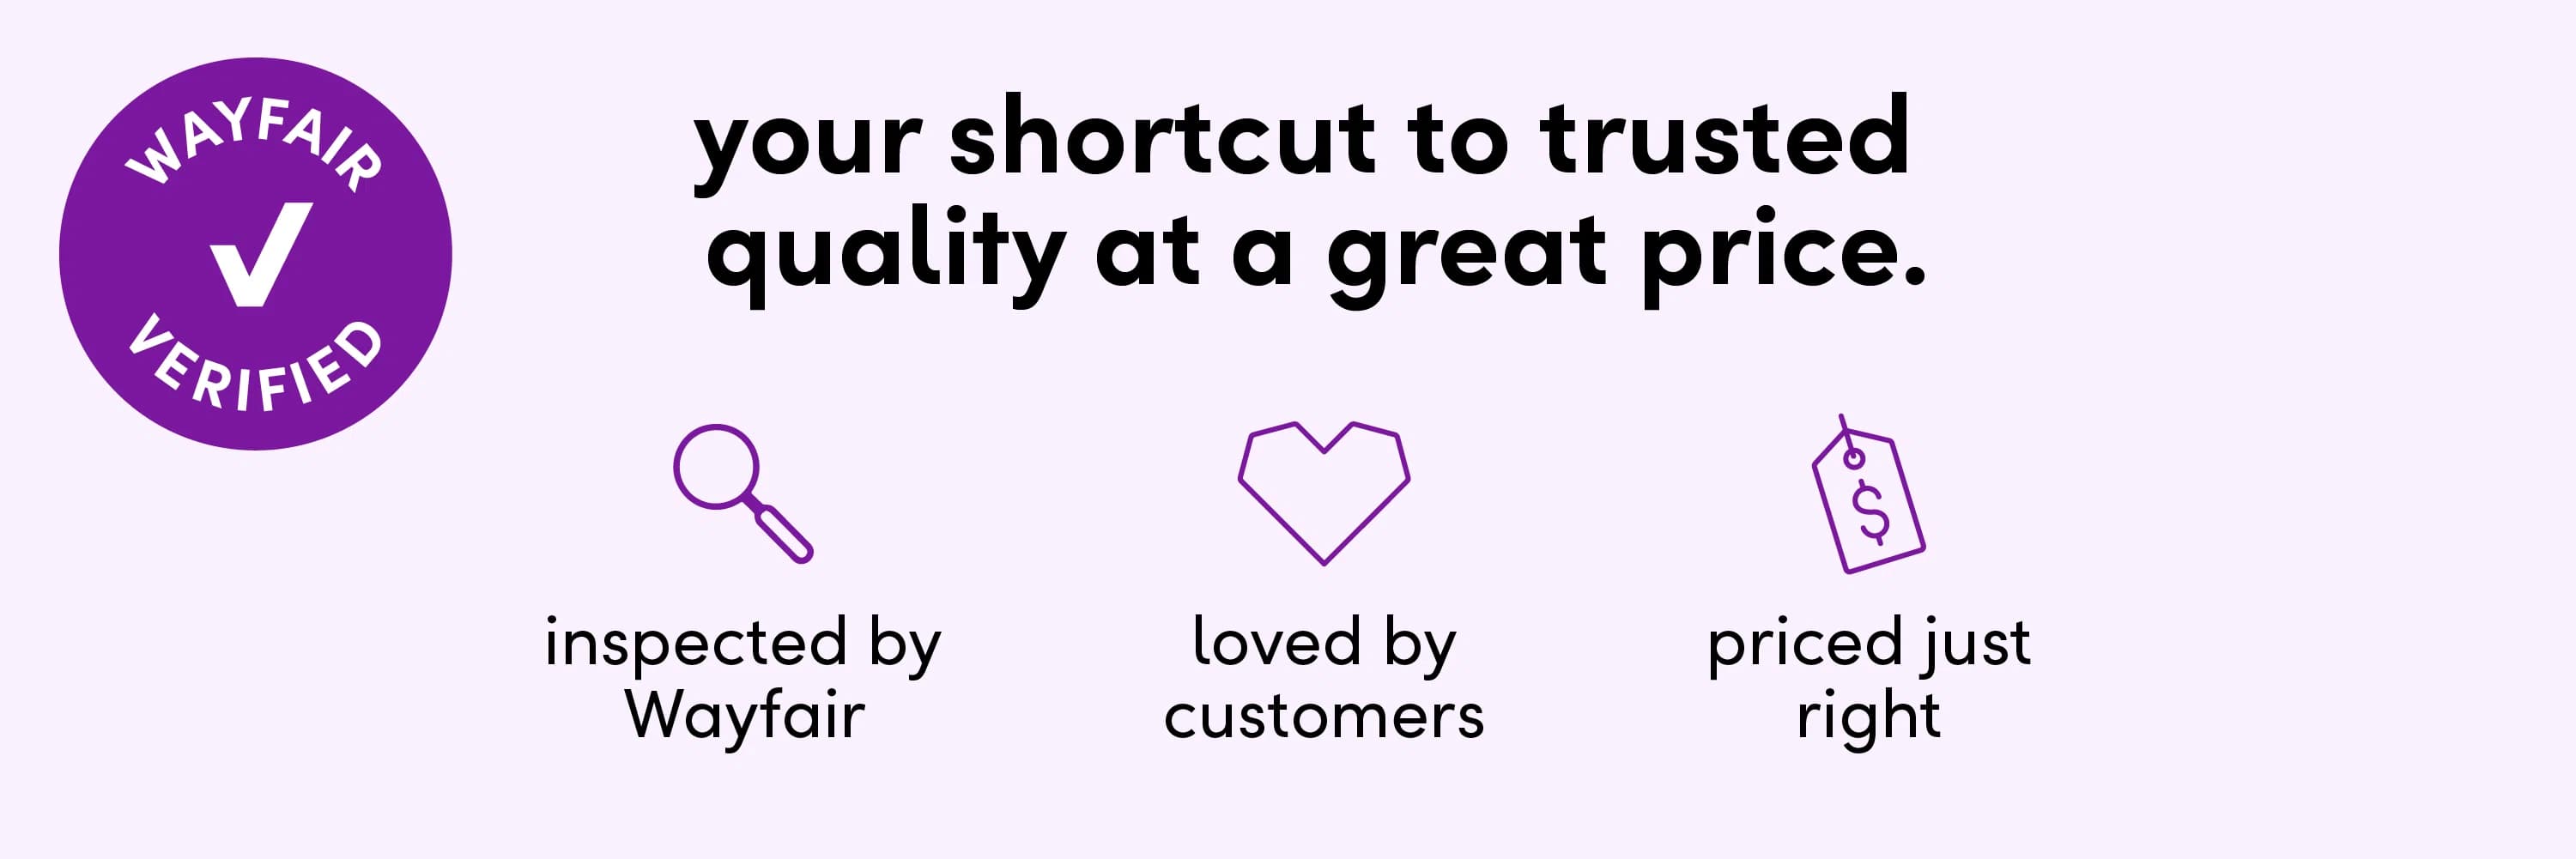 WAYFAIR
VERIFIED
your shortcut to trusted
quality at a great price.
$
inspected by
Wayfair
loved by
customers
priced just
right